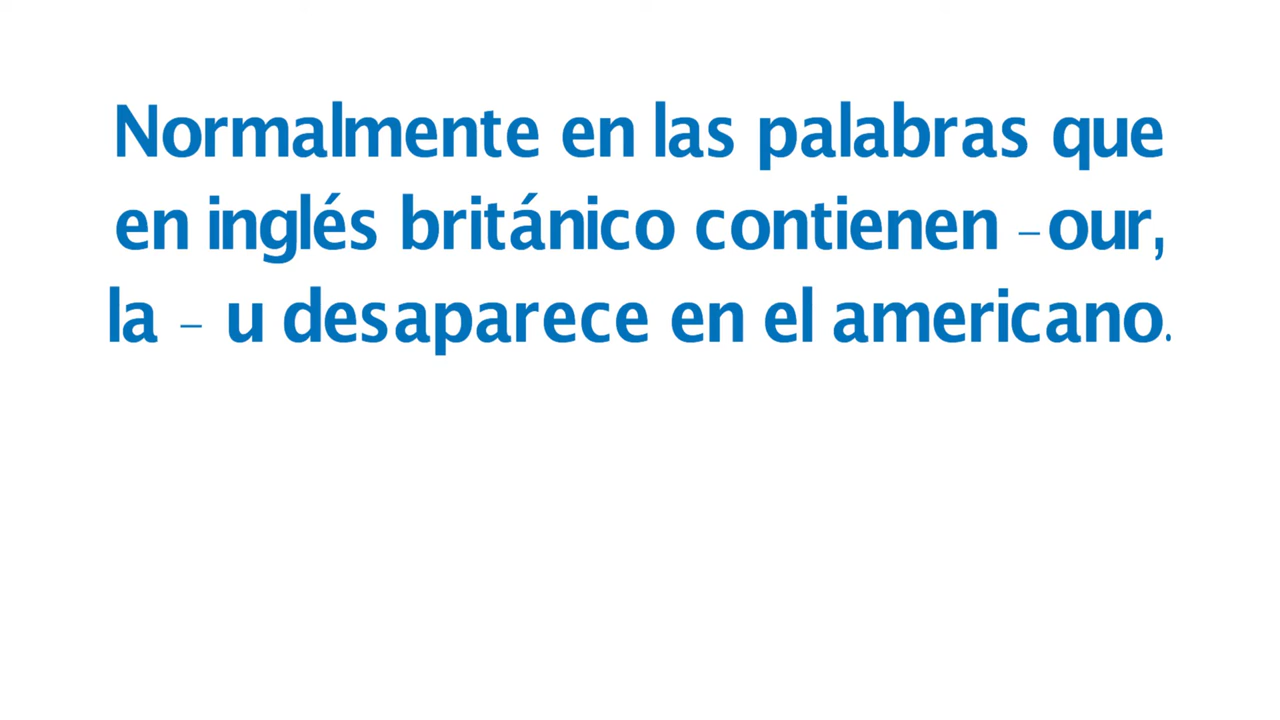 Normalmente en las palabras que
en inglés británico contienen –our,
la – u desaparece en el americano.